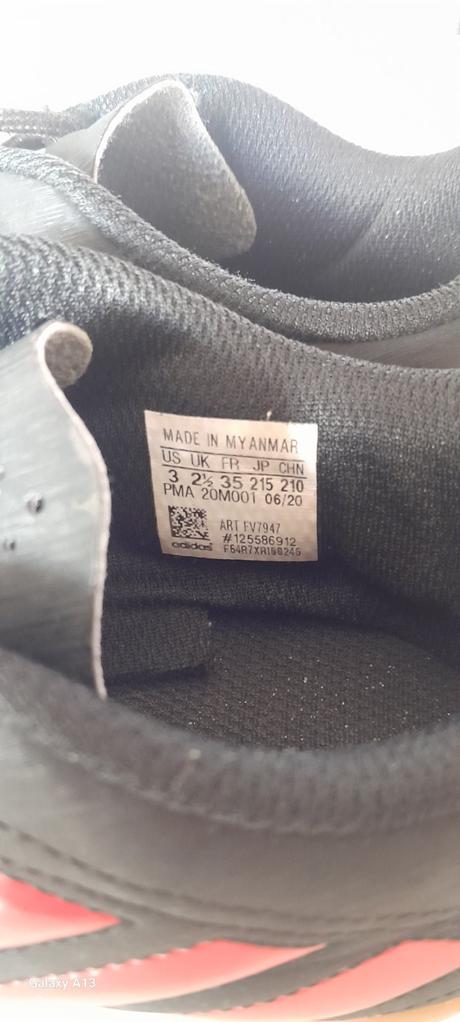 MADE IN MYANMAR
US UK FR JP CHN
3 2½ 35 215 210
PMA 20M001 06/20
ART FV7947
#125586912
adidas
Galaxy A13